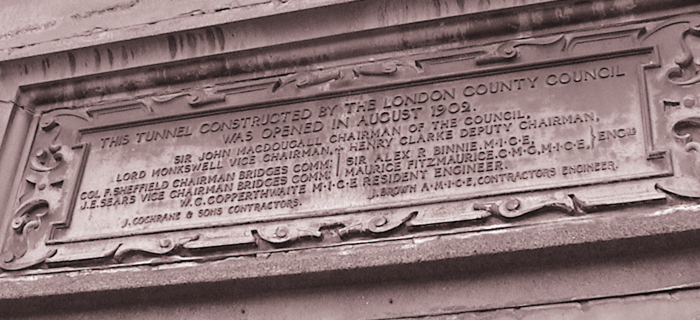 THIS TUNNEL CONSTRUCTED BY THE LONDON COUNTY COUNCIL
WAS OPENED IN AUGUST 1902.
SIR JOHN MACDOUGALL CHAIRMAN OF THE COUNCIL,
LORD MONKSWELL VICE CHAIRMAN, HENRY CLARKE DEPUTY CHAIRMAN,
COL F. SHEFFIELD CHAIRMAN BRIDGES COMM: SIR ALEX R BINNIE, M.I.C.E, ENGRS
J.E. SEARS VICE CHAIRMAN BRIDGES COMM: MAURICE FITZMAURICE, C.M.G, M.I.C.E,
W.C. COPPERTHWAITE M.I.C.E RESIDENT ENGINEER.
J. COCHRANE & SONS CONTRACTORS. J. BROWN A.M.I.C.E, CONTRACTORS ENGINEER.